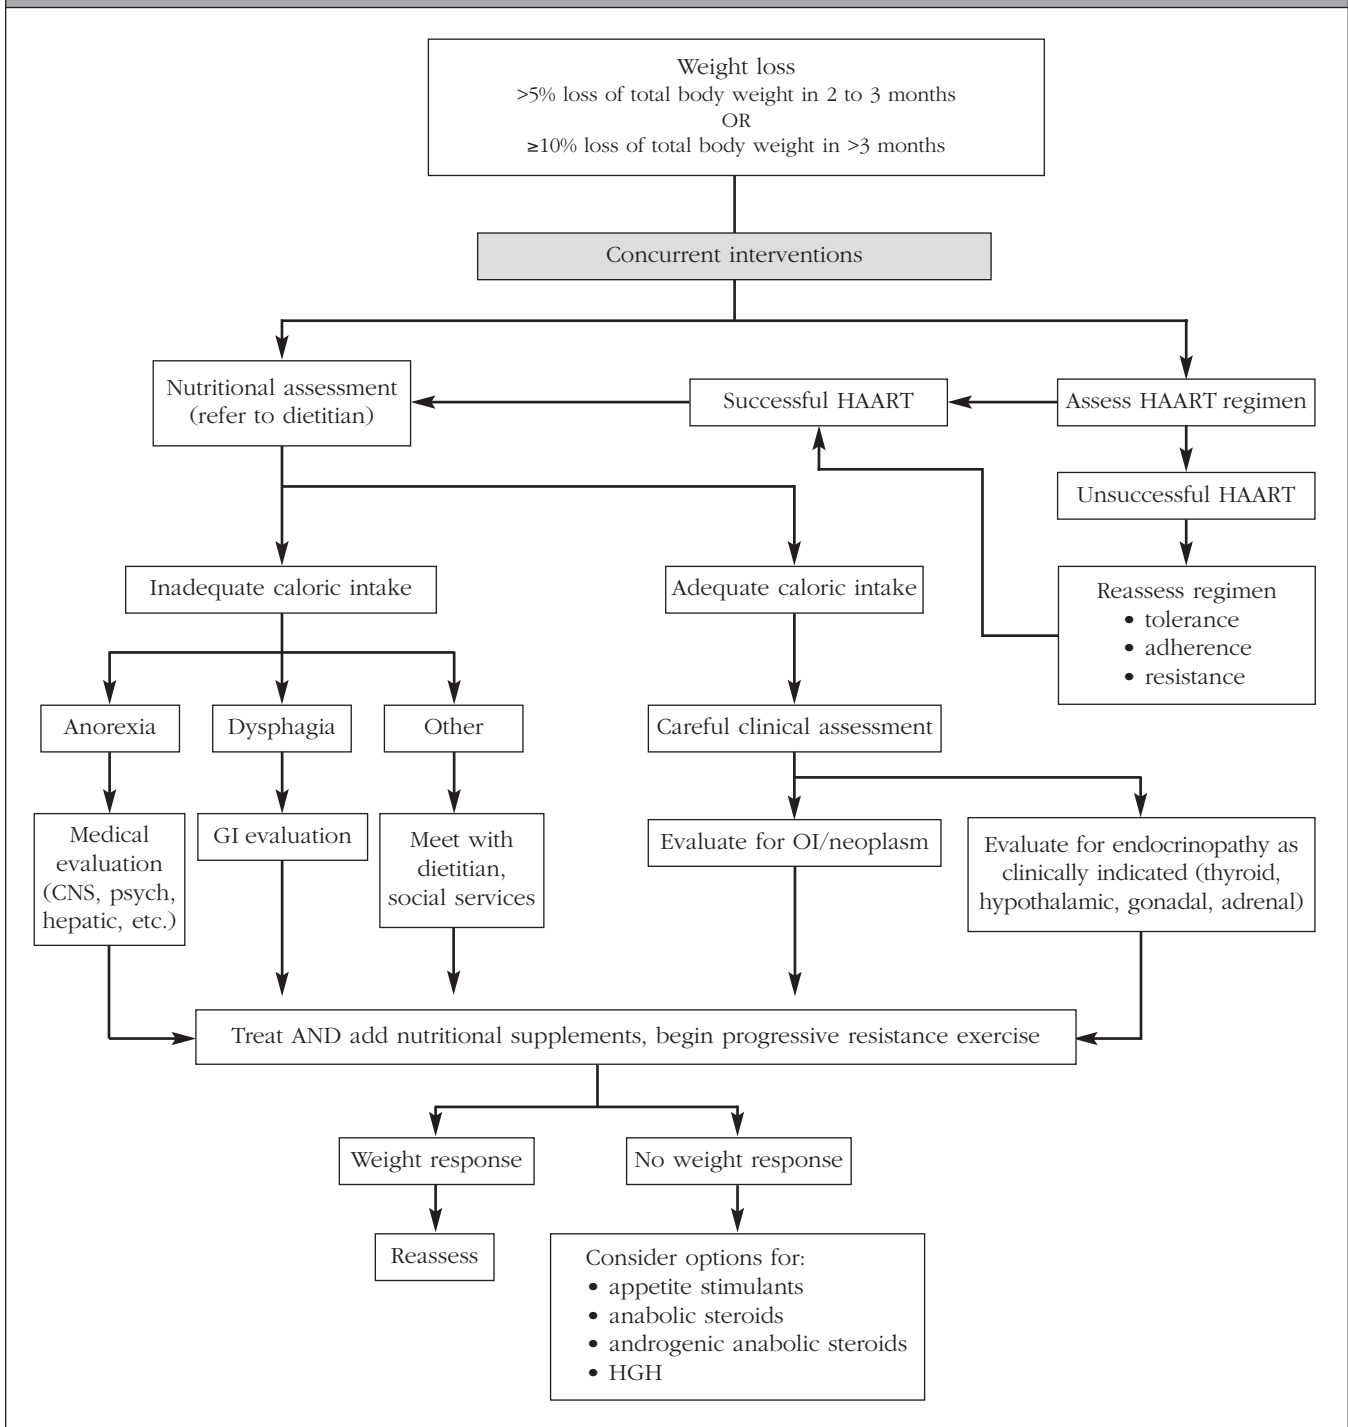 Weight loss
>5% loss of total body weight in 2 to 3 months
OR
≥10% loss of total body weight in >3 months
Concurrent interventions
Nutritional assessment
(refer to dietitian)
Successful HAART
Assess HAART regimen
Unsuccessful HAART
Reassess regimen
• tolerance
• adherence
• resistance
Inadequate caloric intake
Adequate caloric intake
Anorexia
Dysphagia
Other
Careful clinical assessment
Medical
evaluation
(CNS, psych,
hepatic, etc.)
GI evaluation
Meet with
dietitian,
social services
Evaluate for OI/neoplasm
Evaluate for endocrinopathy as
clinically indicated (thyroid,
hypothalamic, gonadal, adrenal)
Treat AND add nutritional supplements, begin progressive resistance exercise
Weight response
No weight response
Reassess
Consider options for:
• appetite stimulants
• anabolic steroids
• androgenic anabolic steroids
• HGH